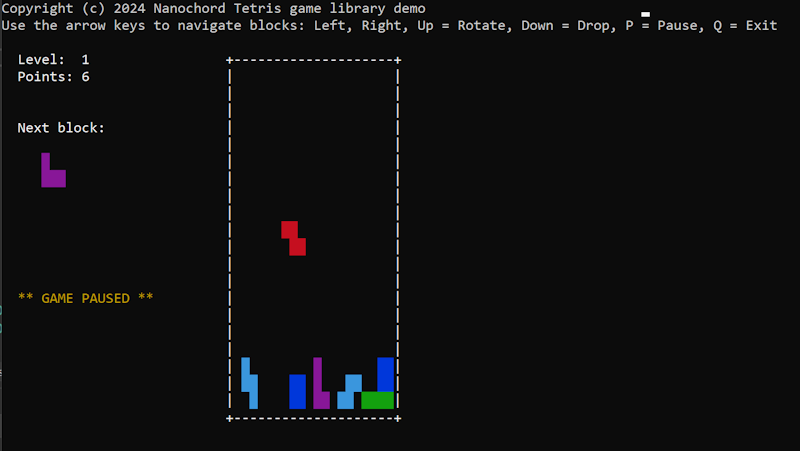 Copyright (c) 2024 Nanochord Tetris game library demo
Use the arrow keys to navigate blocks: Left, Right, Up = Rotate, Down = Drop, P = Pause, Q = Exit
Level:  1
Points: 6
Next block:
** GAME PAUSED **